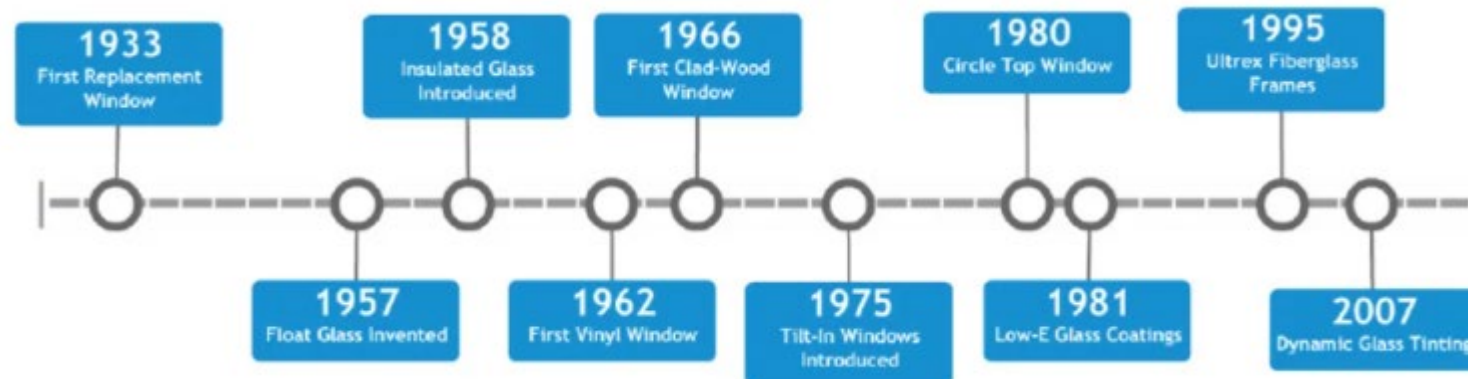 1933
First Replacement
Window
1957
Float Glass Invented
1958
Insulated Glass
Introduced
1962
First Vinyl Window
1966
First Clad-Wood
Window
1975
Tilt-In Windows
Introduced
1980
Circle Top Window
1981
Low-E Glass Coatings
1995
Ultrex Fiberglass
Frames
2007
Dynamic Glass Tinting